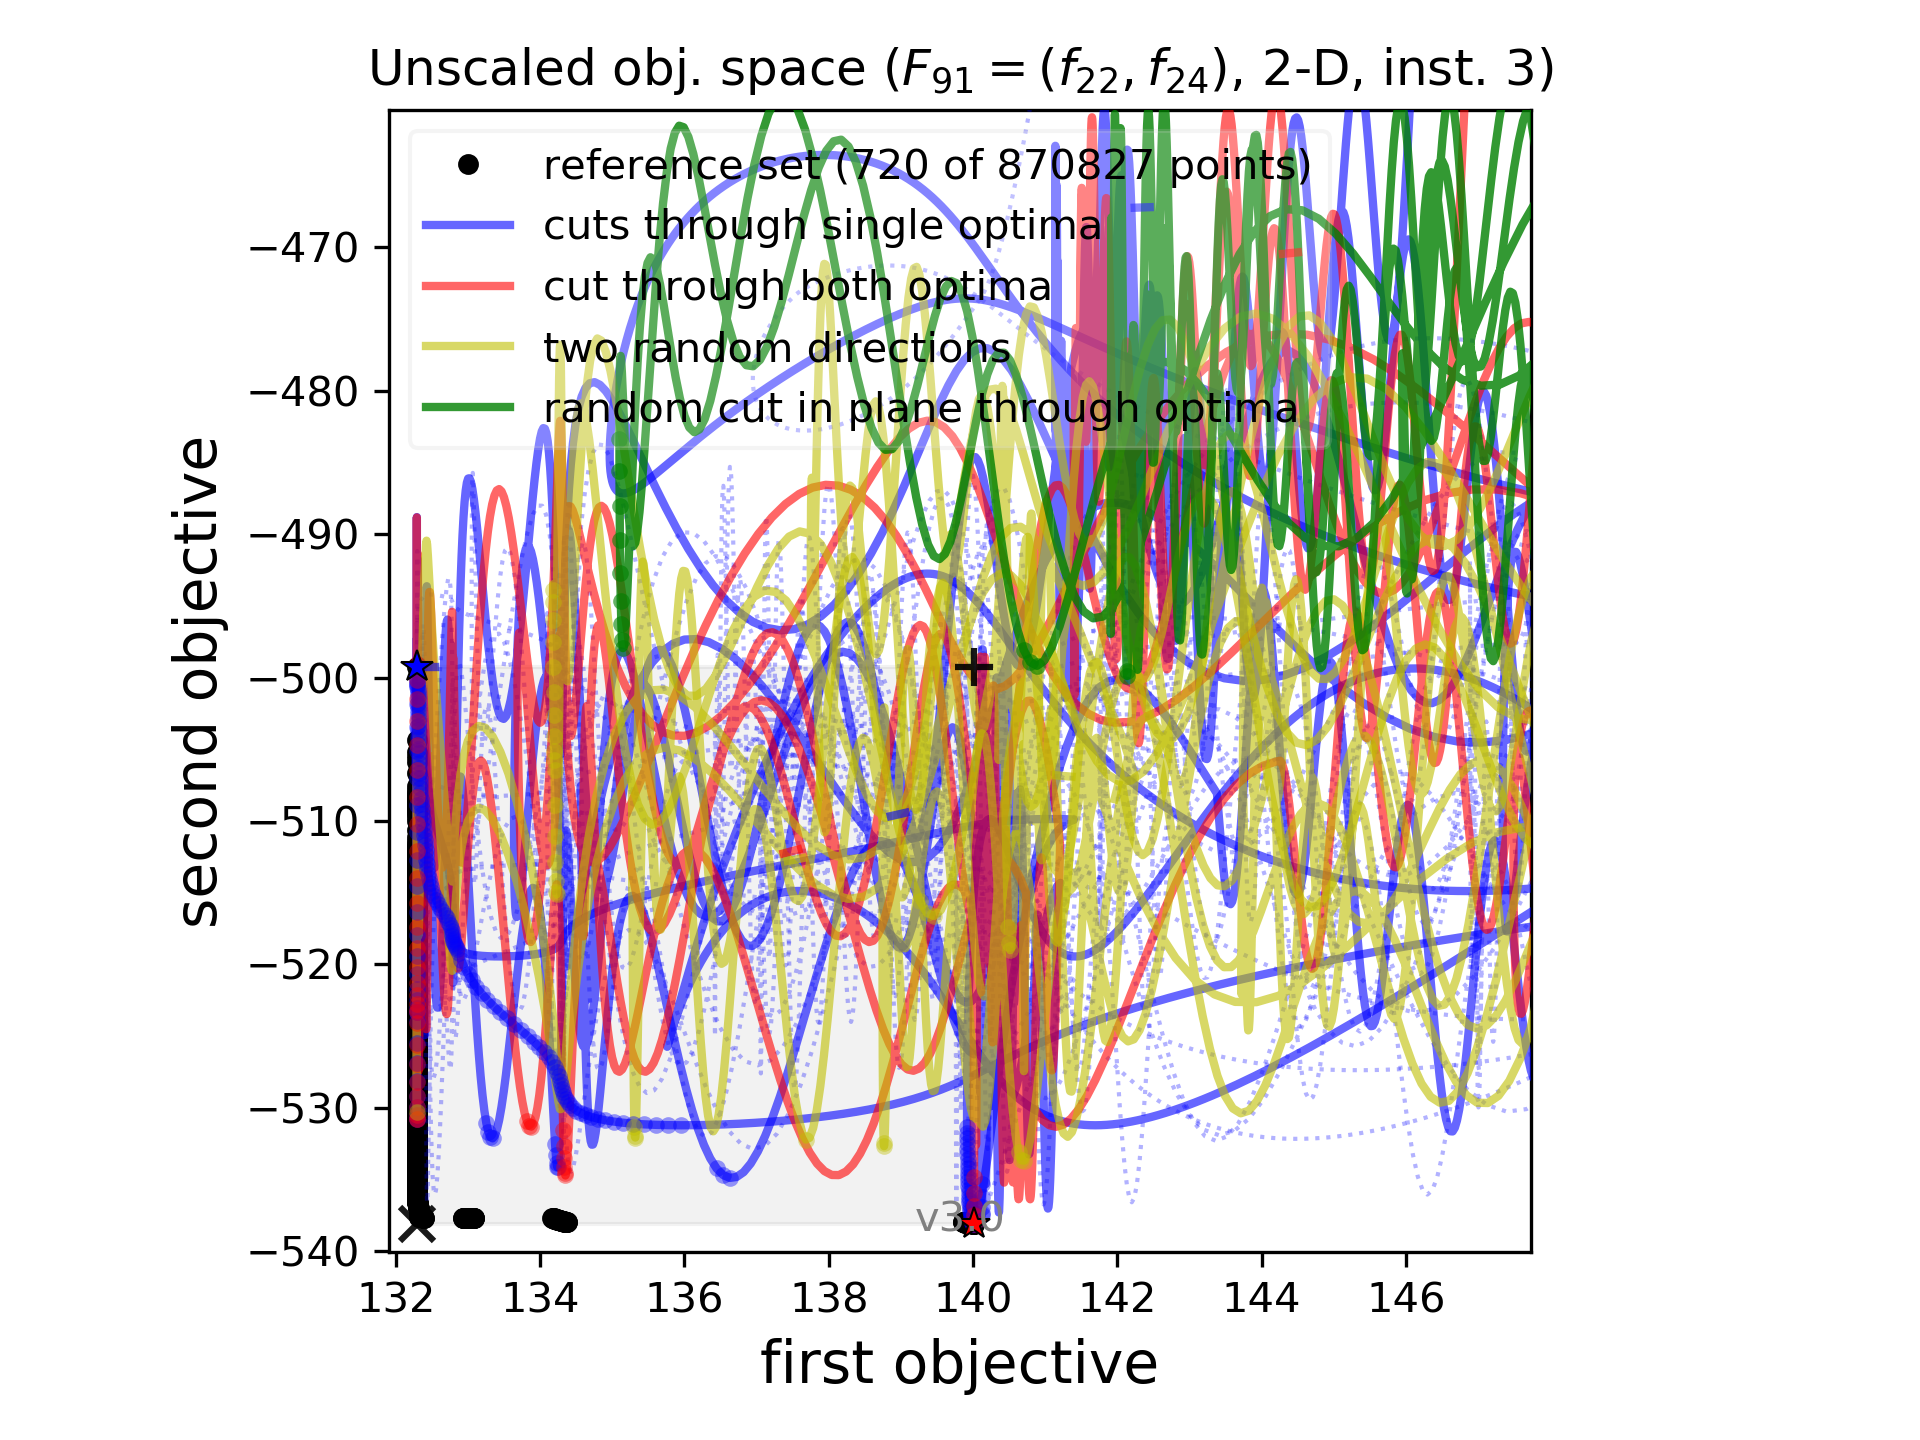 Unscaled obj. space (F₉₁ = (f₂₂, f₂₄), 2-D, inst. 3)
reference set (720 of 870827 points)
cuts through single optima
cut through both optima
two random directions
random cut in plane through optima
second objective
−470
−480
−490
−500
−510
−520
−530
−540
v3.0
132 134 136 138 140 142 144 146
first objective